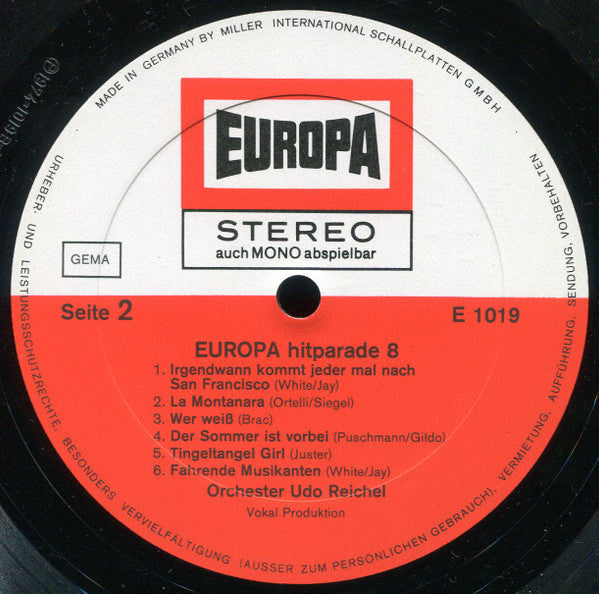 MADE IN GERMANY BY MILLER INTERNATIONAL SCHALLPLATTEN GMBH
EUROPA
STEREO
auch MONO abspielbar
GEMA
Seite 2
E 1019
EUROPA hitparade 8
1. Irgendwann kommt jeder mal nach
San Francisco (White/Jay)
2. La Montanara (Ortelli/Siegel)
3. Wer weiß (Brac)
4. Der Sommer ist vorbei (Puschmann/Gildo)
5. Tingeltangel Girl (Juster)
6. Fahrende Musikanten (White/Jay)
Orchester Udo Reichel
Vokal Produktion
URHEBER- UND LEISTUNGSSCHUTZRECHTE, BESONDERS VERVIELFÄLTIGUNG (AUSSER ZUM PERSÖNLICHEN GEBRAUCH), VERMIETUNG, AUFFÜHRUNG, SENDUNG, VORBEHALTEN